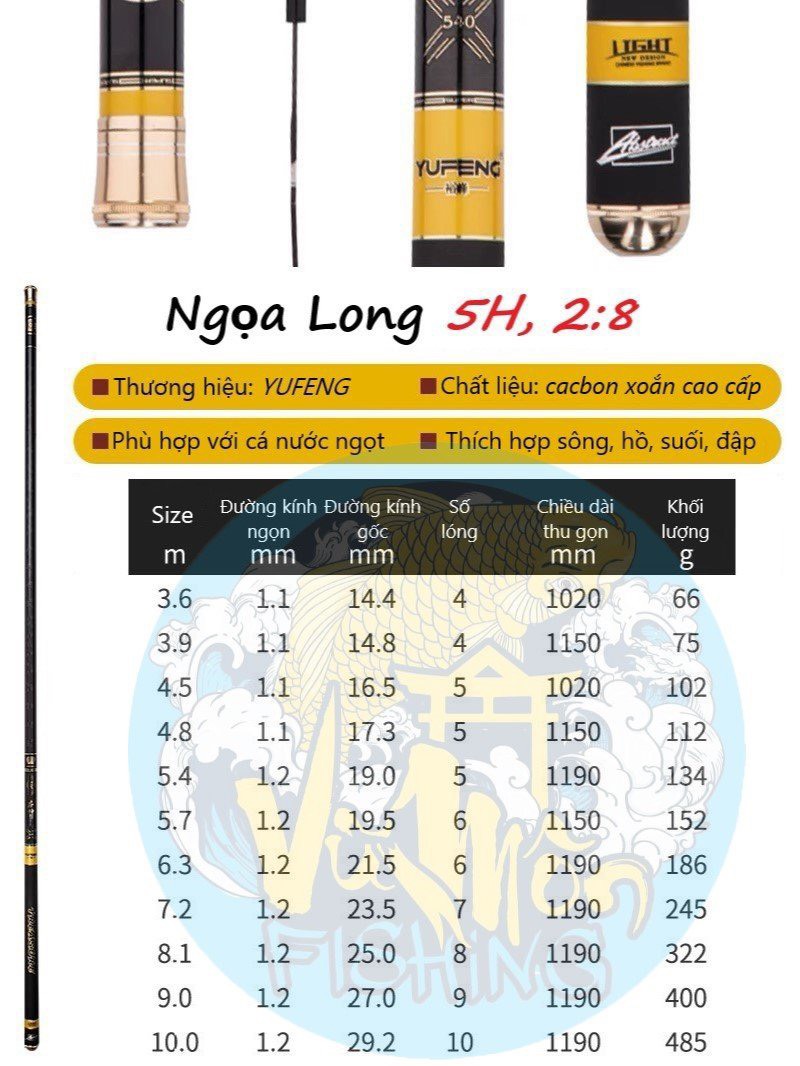 540
LIGHT
NEW DESIGN
Abstract
YUFENG
Ngọa Long 5H, 2:8
Thương hiệu: YUFENG
Chất liệu: cacbon xoắn cao cấp
Phù hợp với cá nước ngọt
Thích hợp sông, hồ, suối, đập
Size Đường kính Đường kính Số Chiều dài Khối
ngọn gốc lóng thu gọn lượng
m mm mm mm g
3.6 1.1 14.4 4 1020 66
3.9 1.1 14.8 4 1150 75
4.5 1.1 16.5 5 1020 102
4.8 1.1 17.3 5 1150 112
5.4 1.2 19.0 5 1190 134
5.7 1.2 19.5 6 1150 152
6.3 1.2 21.5 6 1190 186
7.2 1.2 23.5 7 1190 245
8.1 1.2 25.0 8 1190 322
9.0 1.2 27.0 9 1190 400
10.0 1.2 29.2 10 1190 485
Vũ Môn
FISHING